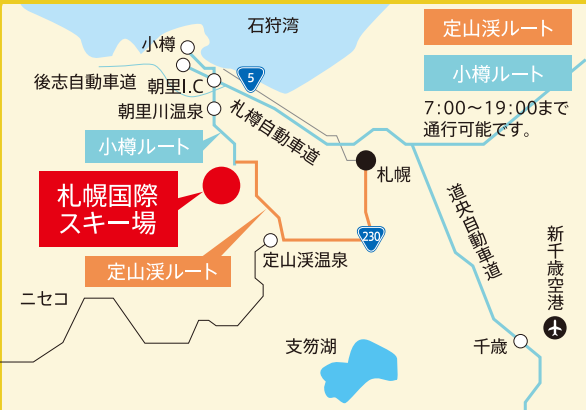 石狩湾
定山渓ルート
小樽
小樽ルート
5
後志自動車道
朝里I.C
7:00～19:00まで
通行可能です。
朝里川温泉
札樽自動車道
小樽ルート
札幌
札幌国際
スキー場
道央自動車道
230
新千歳空港
定山渓温泉
定山渓ルート
ニセコ
支笏湖
千歳